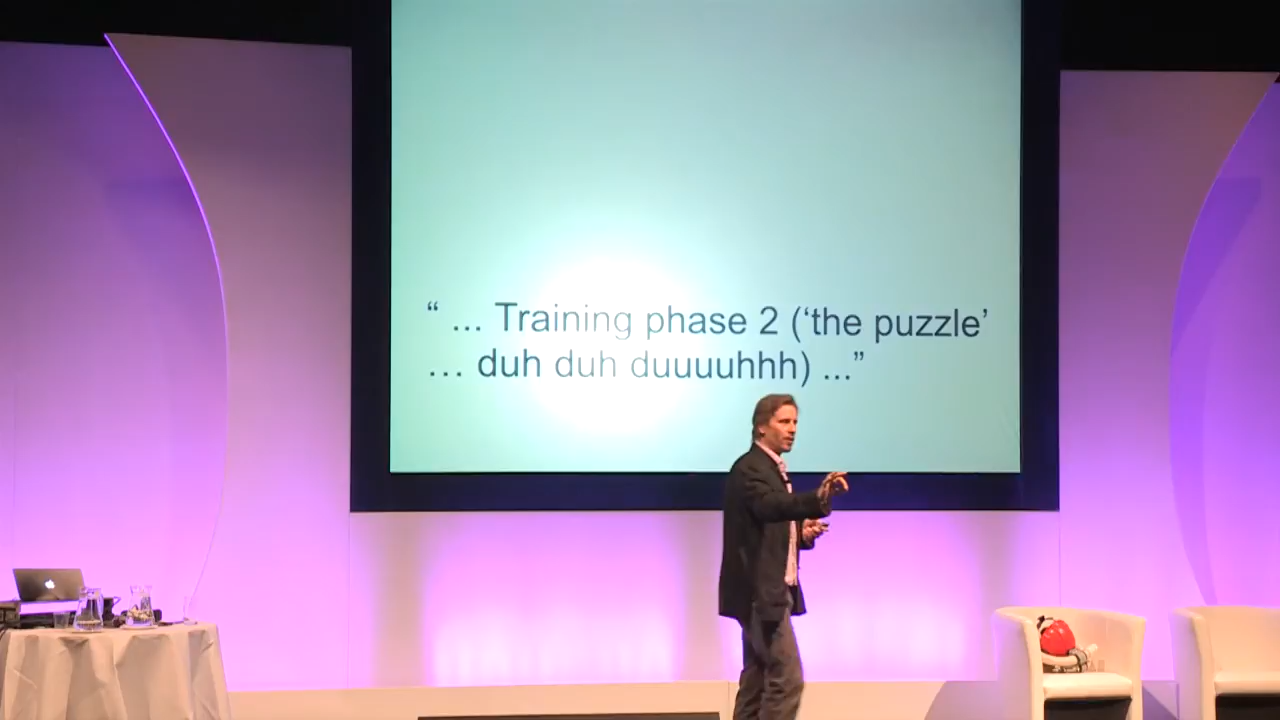 “ ... Training phase 2 (‘the puzzle’
... duh duh duuuuhhh) ...”